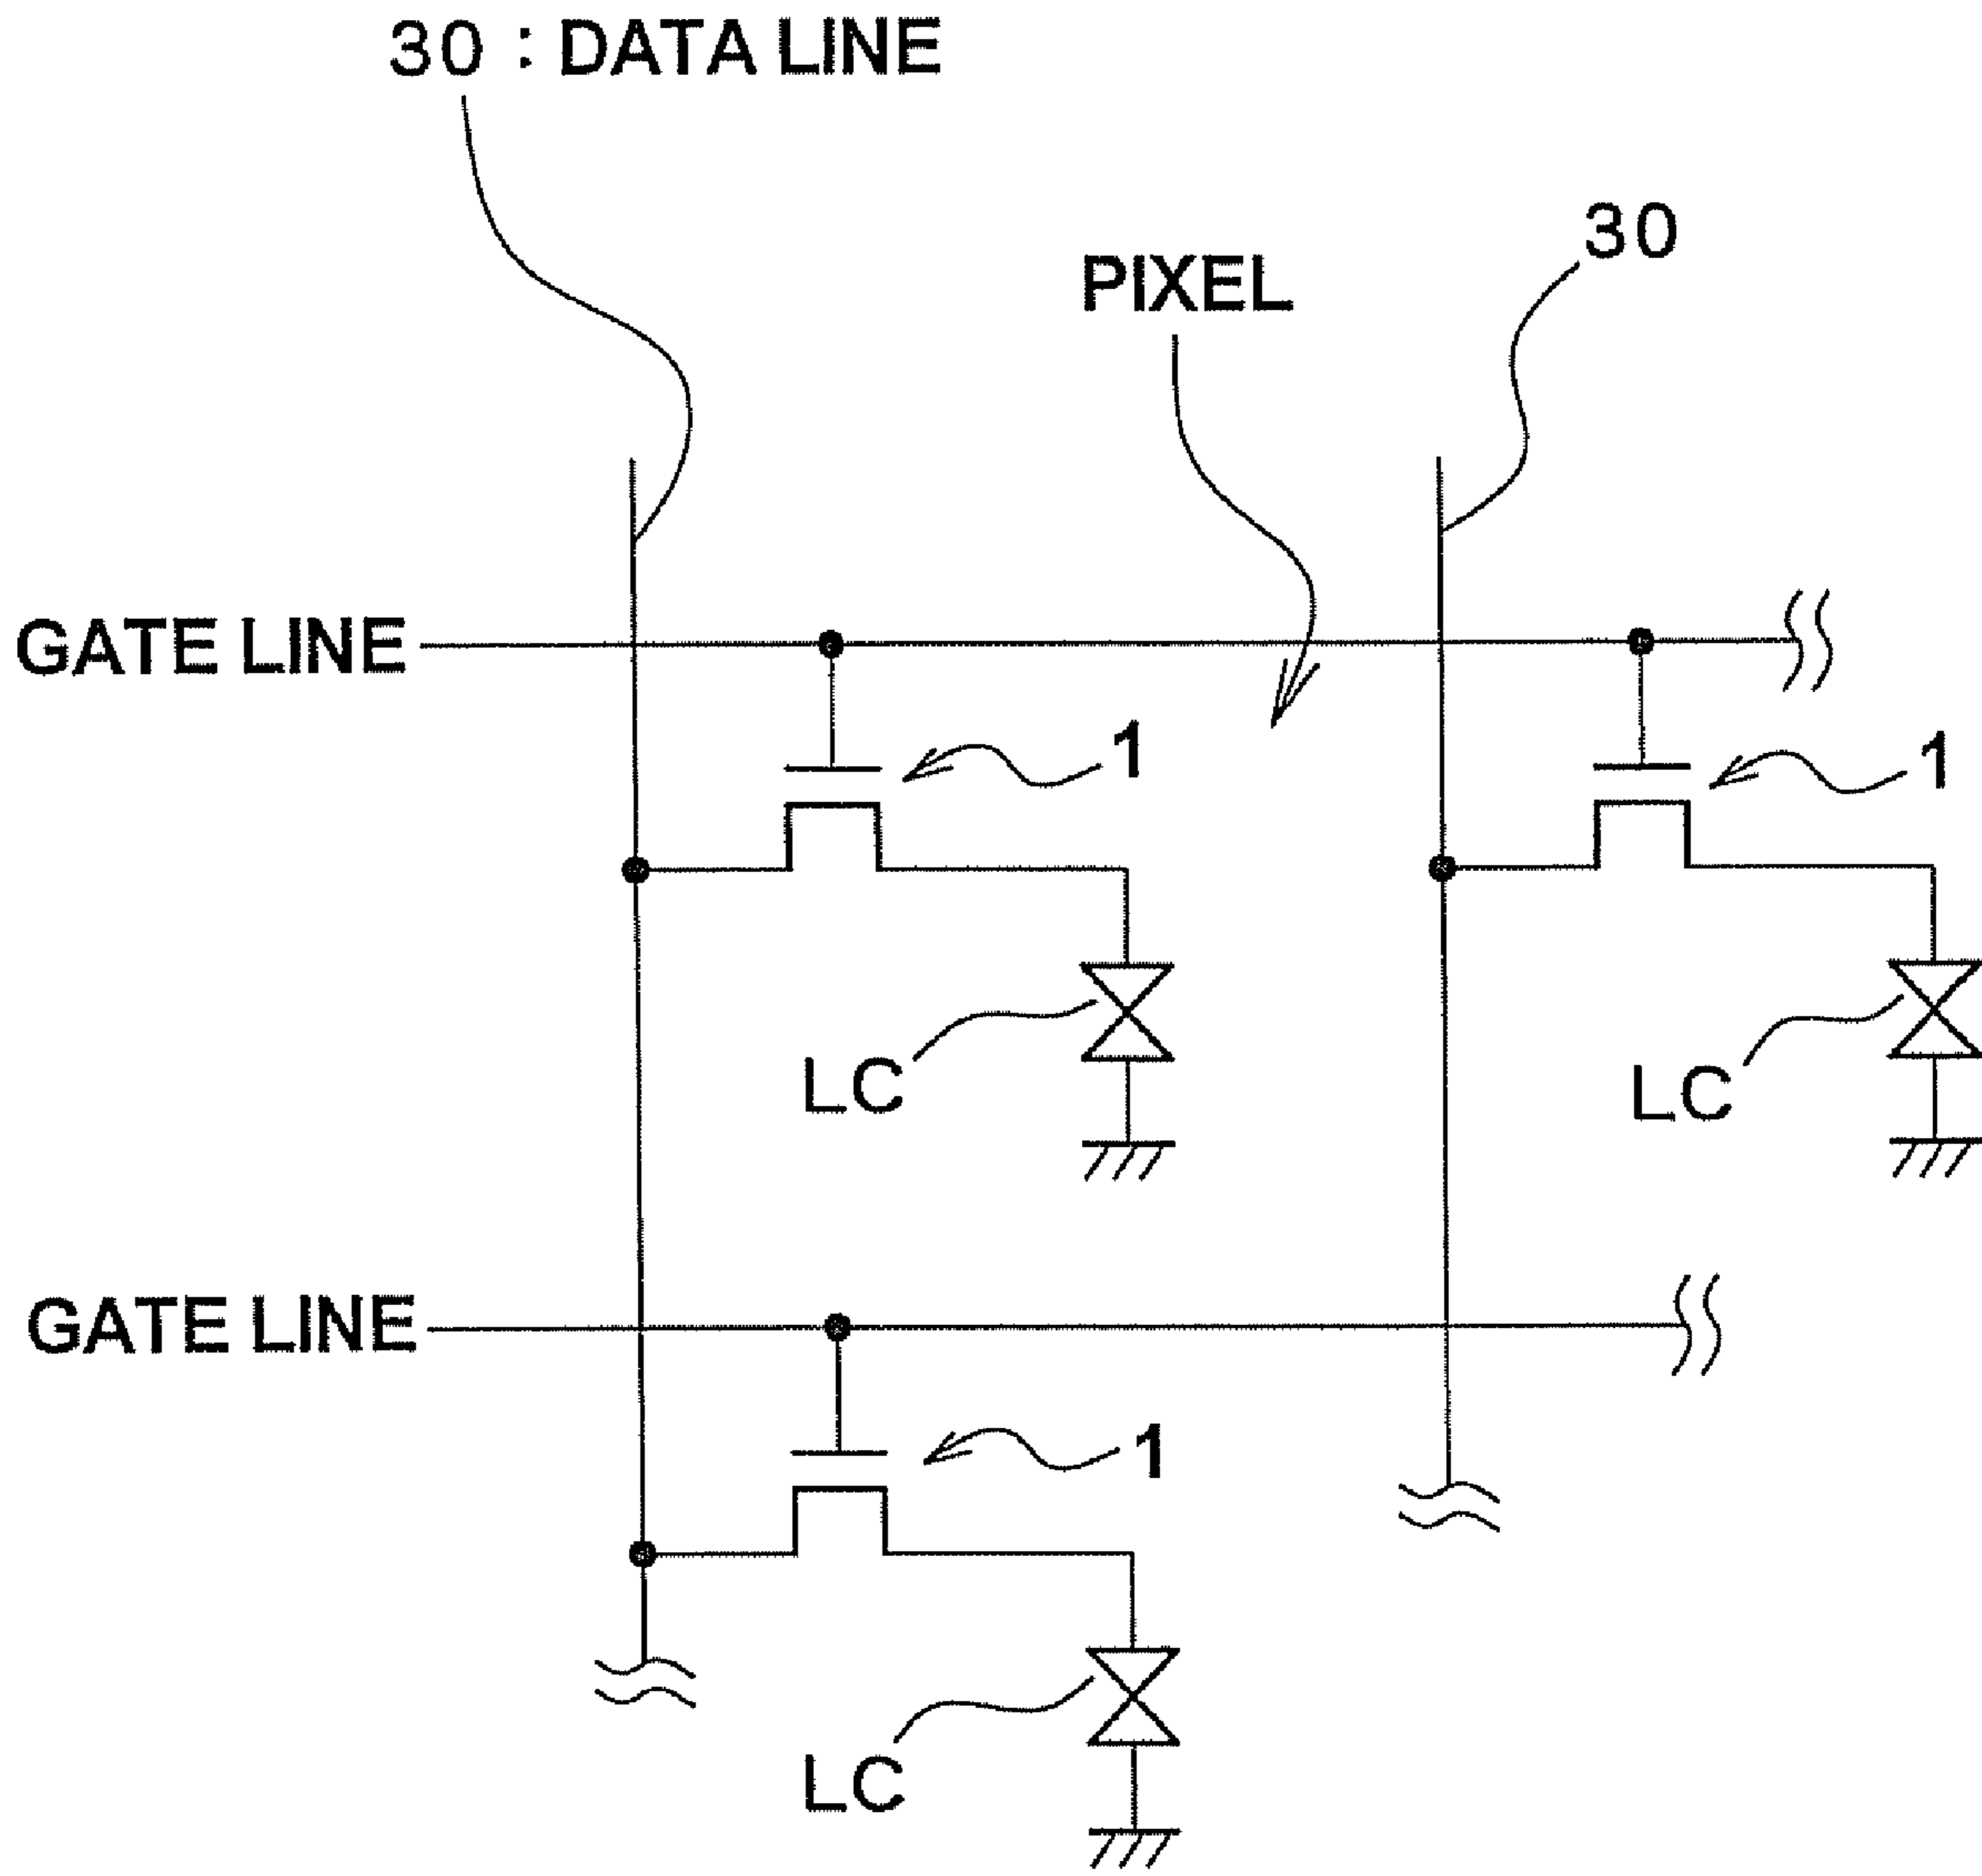 30 : DATA LINE
30
PIXEL
GATE LINE
1
1
LC
LC
GATE LINE
1
LC